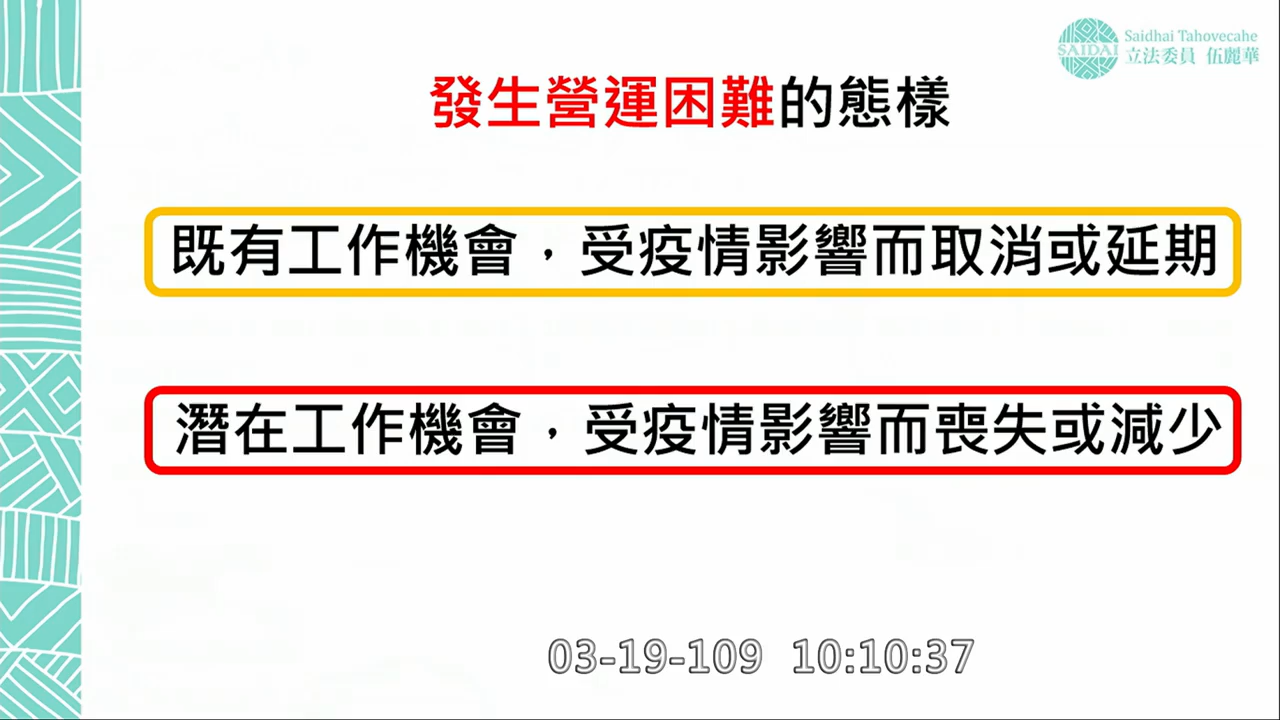 Saidhai Tahovecahe
SAIDAI
立法委員 伍麗華
發生營運困難的態樣
既有工作機會，受疫情影響而取消或延期
潛在工作機會，受疫情影響而喪失或減少
03-19-109 10:10:37